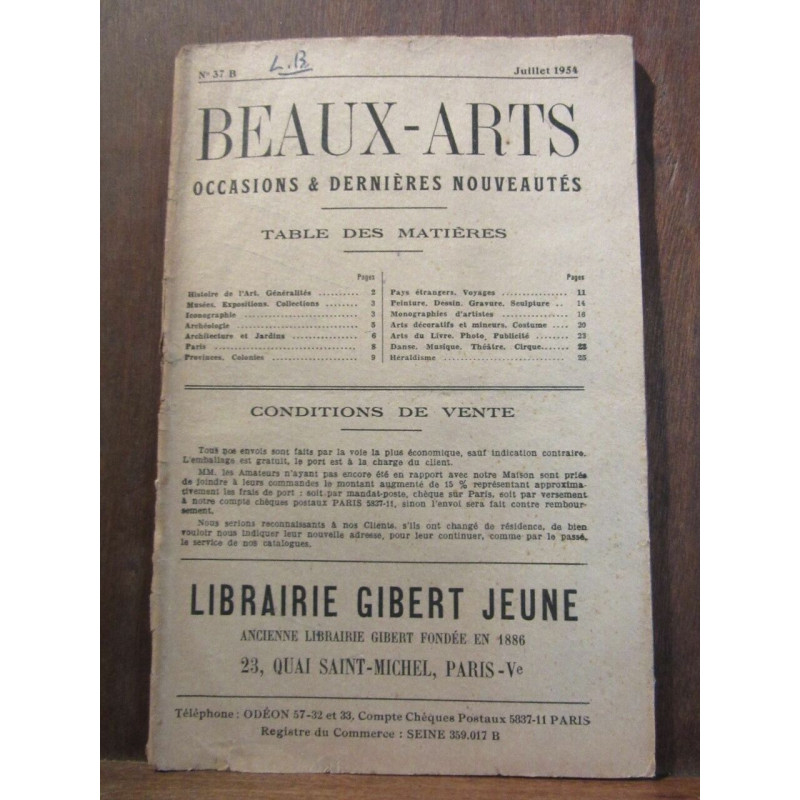 L.B
N° 37 B Juillet 1954
BEAUX-ARTS
OCCASIONS & DERNIÈRES NOUVEAUTÉS
TABLE DES MATIÈRES
Pages
Histoire de l'Art, Généralités .......... 2
Musées, Expositions, Collections ........ 3
Iconographie ............................ 3
Archéologie ............................. 5
Architecture et Jardins ................. 6
Paris ................................... 8
Provinces, Colonies ..................... 9
Pages
Pays étrangers, Voyages ................ 11
Peinture, Dessin, Gravure, Sculpture .. 14
Monographies d'artistes ................ 16
Arts décoratifs et mineurs, Costume .... 20
Arts du Livre, Photo, Publicité ........ 23
Danse, Musique, Théâtre, Cirque....... 25
Héraldisme ............................. 25
CONDITIONS DE VENTE
Tous nos envois sont faits par la voie la plus économique, sauf indication contraire.
L'emballage est gratuit, le port est à la charge du client.
MM. les Amateurs n'ayant pas encore été en rapport avec notre Maison sont priés
de joindre à leurs commandes le montant augmenté de 15 % représentant approxima-
tivement les frais de port : soit par mandat-poste, chèque sur Paris, soit par versement
à notre compte chèques postaux PARIS 5837-11, sinon l'envoi sera fait contre rembour-
sement.
Nous serions reconnaissants à nos Clients, s'ils ont changé de résidence, de bien
vouloir nous indiquer leur nouvelle adresse, pour leur continuer, comme par le passé,
le service de nos catalogues.
LIBRAIRIE GIBERT JEUNE
ANCIENNE LIBRAIRIE GIBERT FONDÉE EN 1886
23, QUAI SAINT-MICHEL, PARIS-Ve
Téléphone : ODÉON 57-32 et 33, Compte Chèques Postaux 5837-11 PARIS
Registre du Commerce : SEINE 359.017 B